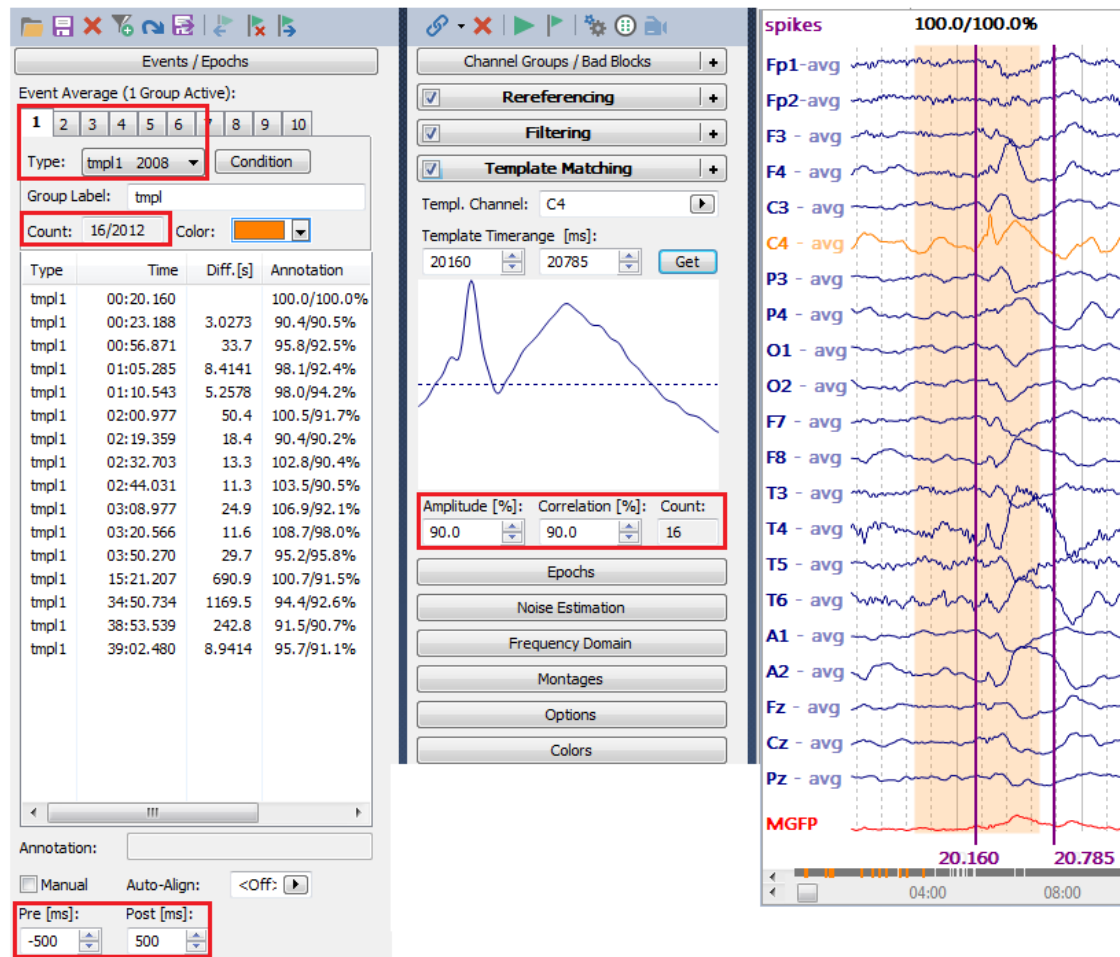 Events / Epochs
Event Average (1 Group Active):
1 2 3 4 5 6 7 8 9 10
Type: tmpl1 2008 Condition
Group Label: tmpl
Count: 16/2012 Color:
Type Time Diff.[s] Annotation
tmpl1 00:20.160 100.0/100.0%
tmpl1 00:23.188 3.0273 90.4/90.5%
tmpl1 00:56.871 33.7 95.8/92.5%
tmpl1 01:05.285 8.4141 98.1/92.4%
tmpl1 01:10.543 5.2578 98.0/94.2%
tmpl1 02:00.977 50.4 100.5/91.7%
tmpl1 02:19.359 18.4 90.4/90.2%
tmpl1 02:32.703 13.3 102.8/90.4%
tmpl1 02:44.031 11.3 103.5/90.5%
tmpl1 03:08.977 24.9 106.9/92.1%
tmpl1 03:20.566 11.6 108.7/98.0%
tmpl1 03:50.270 29.7 95.2/95.8%
tmpl1 15:21.207 690.9 100.7/91.5%
tmpl1 34:50.734 1169.5 94.4/92.6%
tmpl1 38:53.539 242.8 91.5/90.7%
tmpl1 39:02.480 8.9414 95.7/91.1%
Annotation:
Manual Auto-Align: <Off>
Pre [ms]: Post [ms]:
-500 500
Channel Groups / Bad Blocks +
Rereferencing +
Filtering +
Template Matching +
Templ. Channel: C4
Template Timerange [ms]:
20160 20785 Get
Amplitude [%]: Correlation [%]: Count:
90.0 90.0 16
Epochs
Noise Estimation
Frequency Domain
Montages
Options
Colors
spikes 100.0/100.0%
Fp1-avg
Fp2-avg
F3 - avg
F4 - avg
C3 - avg
C4 - avg
P3 - avg
P4 - avg
O1 - avg
O2 - avg
F7 - avg
F8 - avg
T3 - avg
T4 - avg
T5 - avg
T6 - avg
A1 - avg
A2 - avg
Fz - avg
Cz - avg
Pz - avg
MGFP
20.160 20.785
04:00 08:00